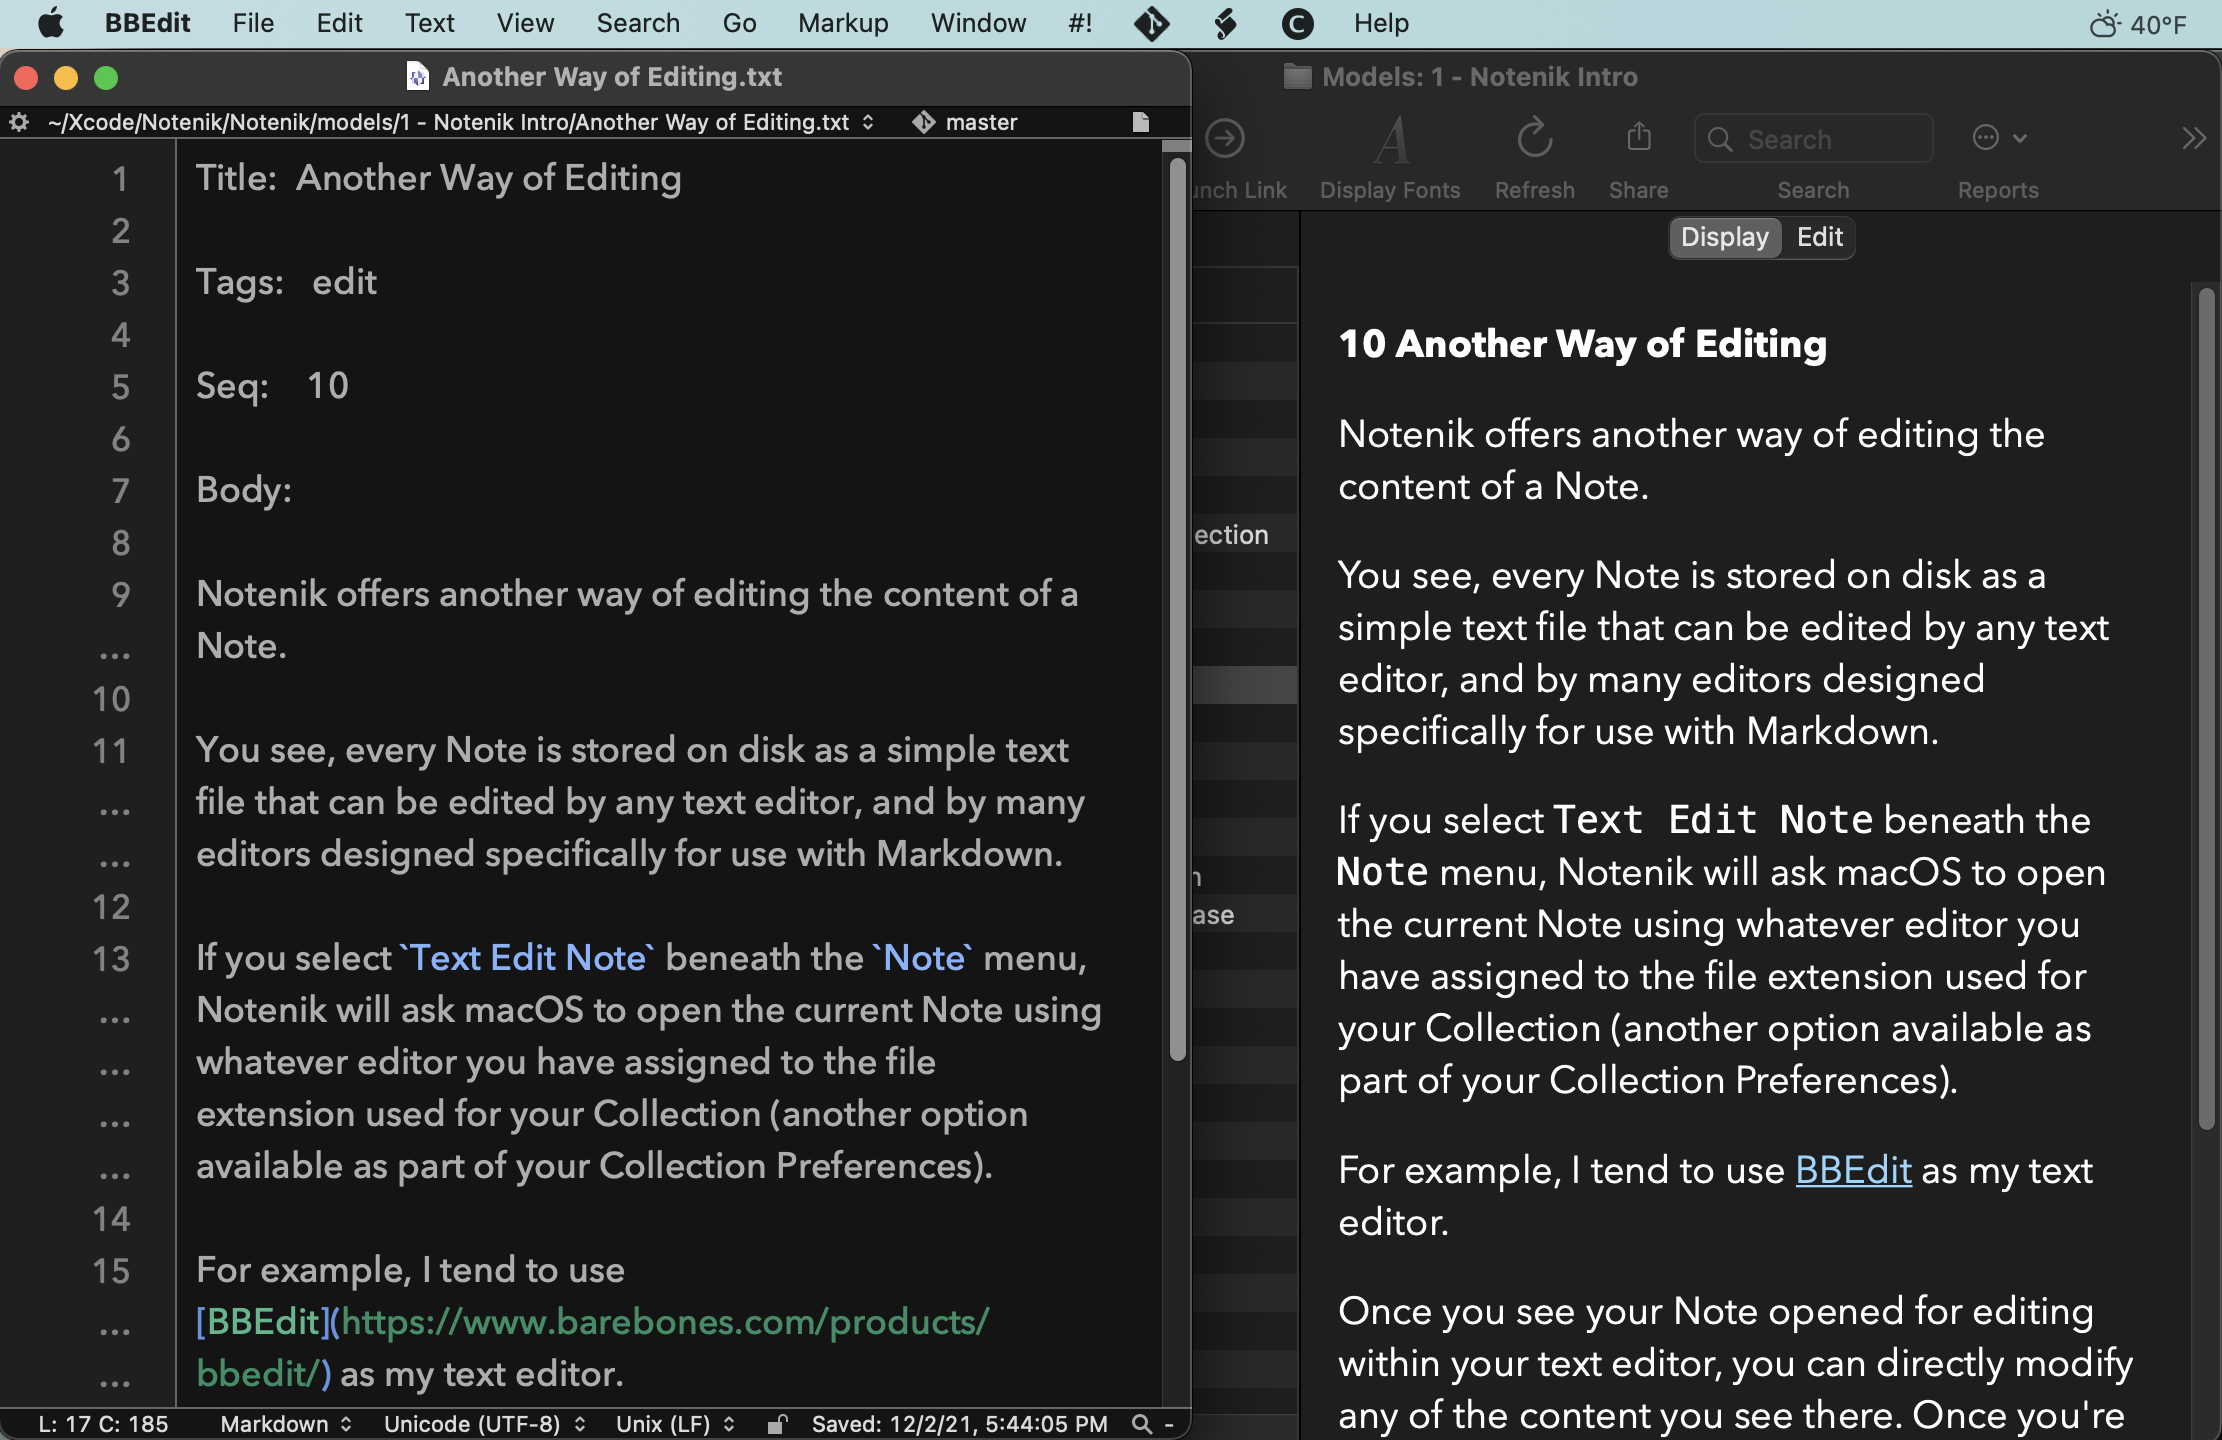 BBEdit File Edit Text View Search Go Markup Window #! Help 40°F
Another Way of Editing.txt
~/Xcode/Notenik/Notenik/models/1 - Notenik Intro/Another Way of Editing.txt master
1 Title: Another Way of Editing
2
3 Tags: edit
4
5 Seq: 10
6
7 Body:
8
9 Notenik offers another way of editing the content of a
... Note.
10
11 You see, every Note is stored on disk as a simple text
... file that can be edited by any text editor, and by many
... editors designed specifically for use with Markdown.
12
13 If you select `Text Edit Note` beneath the `Note` menu,
... Notenik will ask macOS to open the current Note using
... whatever editor you have assigned to the file
... extension used for your Collection (another option
... available as part of your Collection Preferences).
14
15 For example, I tend to use
... [BBEdit](https://www.barebones.com/products/
... bbedit/) as my text editor.
L: 17 C: 185 Markdown Unicode (UTF-8) Unix (LF) Saved: 12/2/21, 5:44:05 PM -
Models: 1 - Notenik Intro
Search
unch Link Display Fonts Refresh Share Search Reports
Display Edit
ection
ase
10 Another Way of Editing
Notenik offers another way of editing the
content of a Note.
You see, every Note is stored on disk as a
simple text file that can be edited by any text
editor, and by many editors designed
specifically for use with Markdown.
If you select Text Edit Note beneath the
Note menu, Notenik will ask macOS to open
the current Note using whatever editor you
have assigned to the file extension used for
your Collection (another option available as
part of your Collection Preferences).
For example, I tend to use BBEdit as my text
editor.
Once you see your Note opened for editing
within your text editor, you can directly modify
any of the content you see there. Once you're